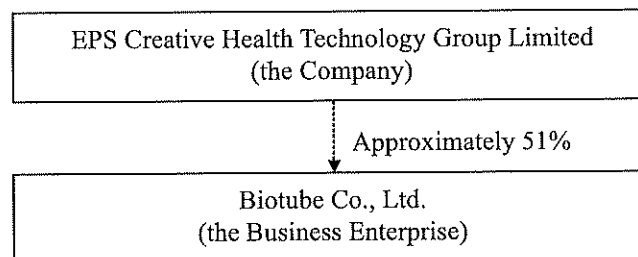 EPS Creative Health Technology Group Limited
(the Company)
Approximately 51%
Biotube Co., Ltd.
(the Business Enterprise)